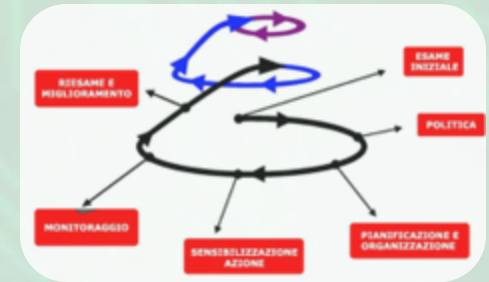 ESAME
INIZIALE
POLITICA
PIANIFICAZIONE E
ORGANIZZAZIONE
SENSIBILIZZAZIONE
AZIONE
MONITORAGGIO
RIESAME E
MIGLIORAMENTO